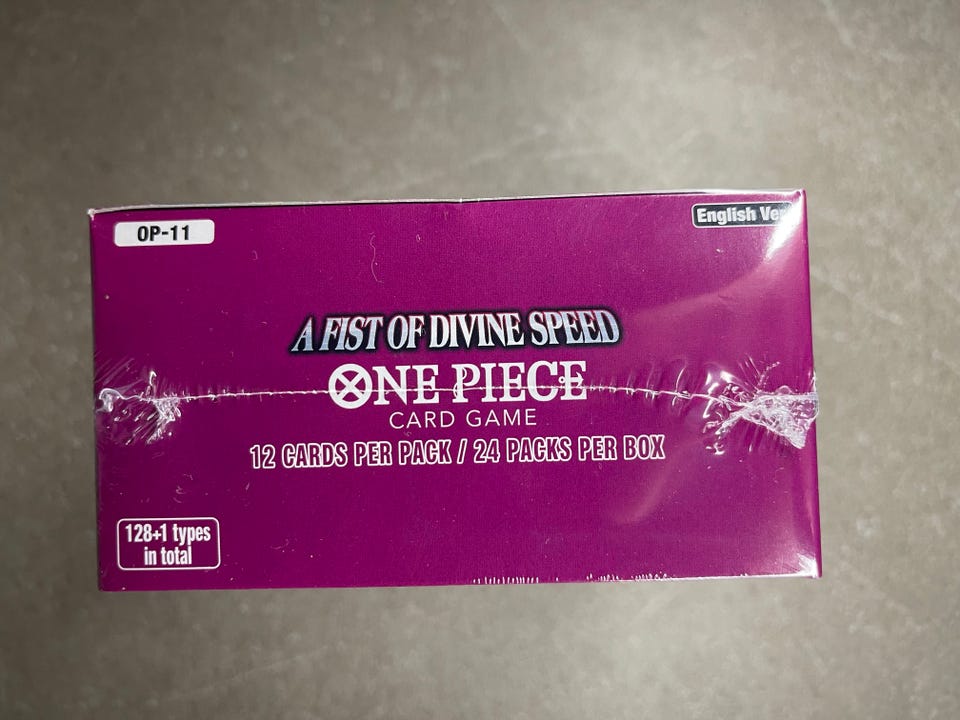 OP-11
English Ver
A FIST OF DIVINE SPEED
ONE PIECE
CARD GAME
12 CARDS PER PACK / 24 PACKS PER BOX
128+1 types
in total